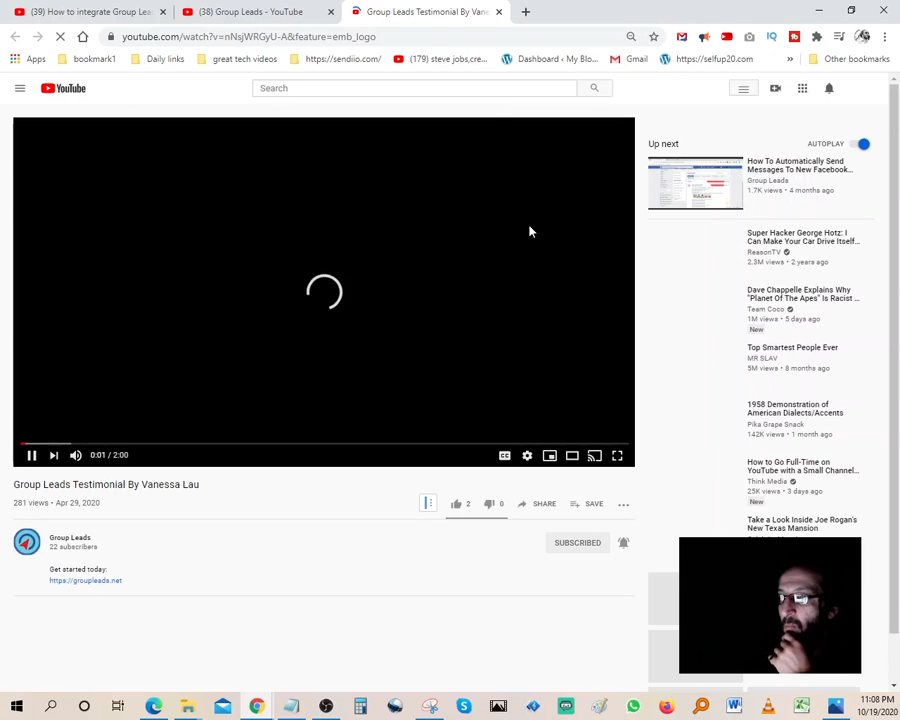 (39) How to integrate Group Lea
(38) Group Leads - YouTube
Group Leads Testimonial By Vane
youtube.com/watch?v=nNsjWRGyU-A&feature=emb_logo
Apps
bookmark1
Daily links
great tech videos
https://sendiio.com/
(179) steve jobs,cre...
Dashboard ‹ My Blo...
Gmail
https://selfup20.com
»
Other bookmarks
YouTube
Search
Up next
AUTOPLAY
How To Automatically Send
Messages To New Facebook...
Group Leads
1.7K views • 4 months ago
Super Hacker George Hotz: I
Can Make Your Car Drive Itself...
ReasonTV
2.3M views • 2 years ago
Dave Chappelle Explains Why
"Planet Of The Apes" Is Racist ...
Team Coco
1M views • 5 days ago
New
Top Smartest People Ever
MR SLAV
5M views • 8 months ago
1958 Demonstration of
American Dialects/Accents
Pika Grape Snack
142K views • 1 month ago
How to Go Full-Time on
YouTube with a Small Channel...
Think Media
25K views • 3 days ago
New
Take a Look Inside Joe Rogan's
New Texas Mansion
0:01 / 2:00
Group Leads Testimonial By Vanessa Lau
281 views • Apr 29, 2020
2
0
SHARE
SAVE
Group Leads
22 subscribers
SUBSCRIBED
Get started today:
https://groupleads.net
11:08 PM
10/19/2020